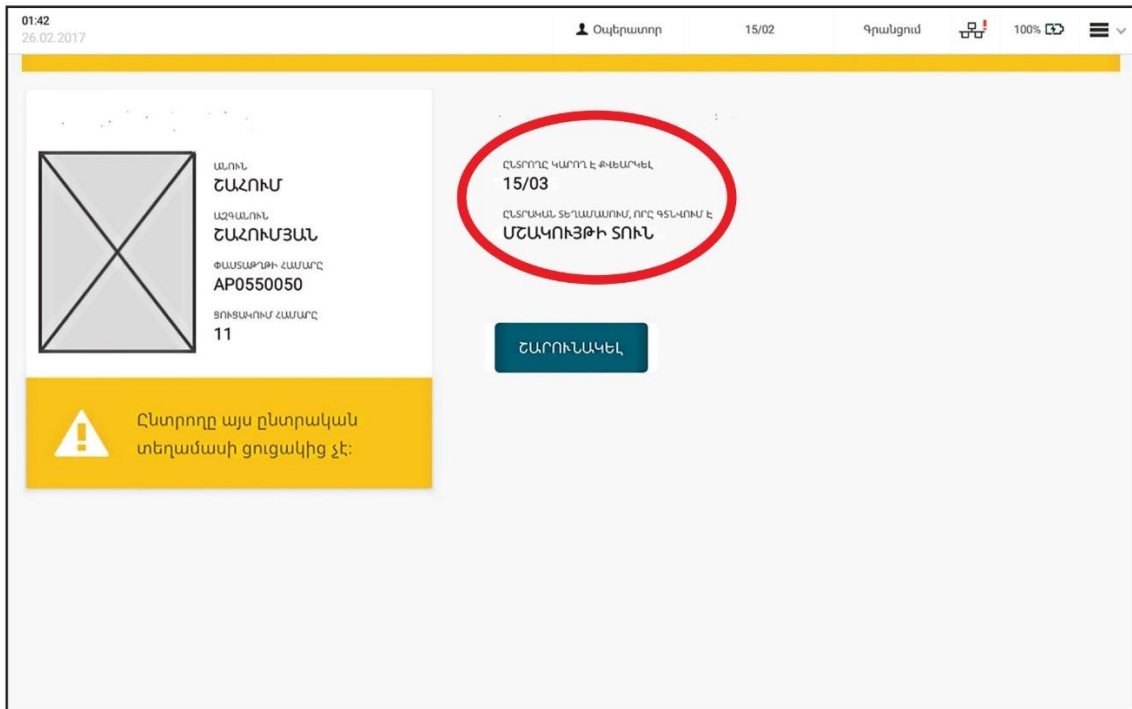 01:42
26.02.2017
Օպերատոր
15/02
Գրանցում
100%
ԱՆՈՒՆ
ՇԱՀՈՒՄ
ԱԶԳԱՆՈՒՆ
ՇԱՀՈՒՄՅԱՆ
ՓԱՍՏԱԹՂԹԻ ՀԱՄԱՐԸ
AP0550050
ՑՈՒՑԱԿՈՒՄ ՀԱՄԱՐԸ
11
Ընտրողը այս ընտրական
տեղամասի ցուցակից չէ:
ԸՆՏՐՈՂԸ ԿԱՐՈՂ Է ՔՎԵԱՐԿԵԼ
15/03
ԸՆՏՐԱԿԱՆ ՏԵՂԱՄԱՍՈՒՄ, ՈՐԸ ԳՏՆՎՈՒՄ Է
ՄՇԱԿՈՒՅԹԻ ՏՈՒՆ
ՇԱՐՈՒՆԱԿԵԼ